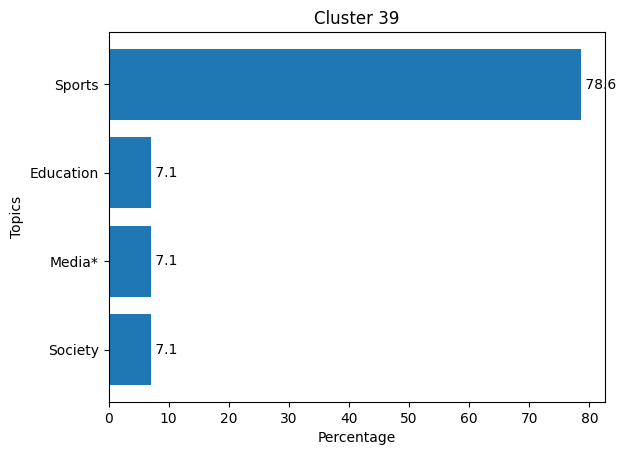 Cluster 39
Topics
Sports
78.6
Education
7.1
Media*
7.1
Society
7.1
0 10 20 30 40 50 60 70 80
Percentage